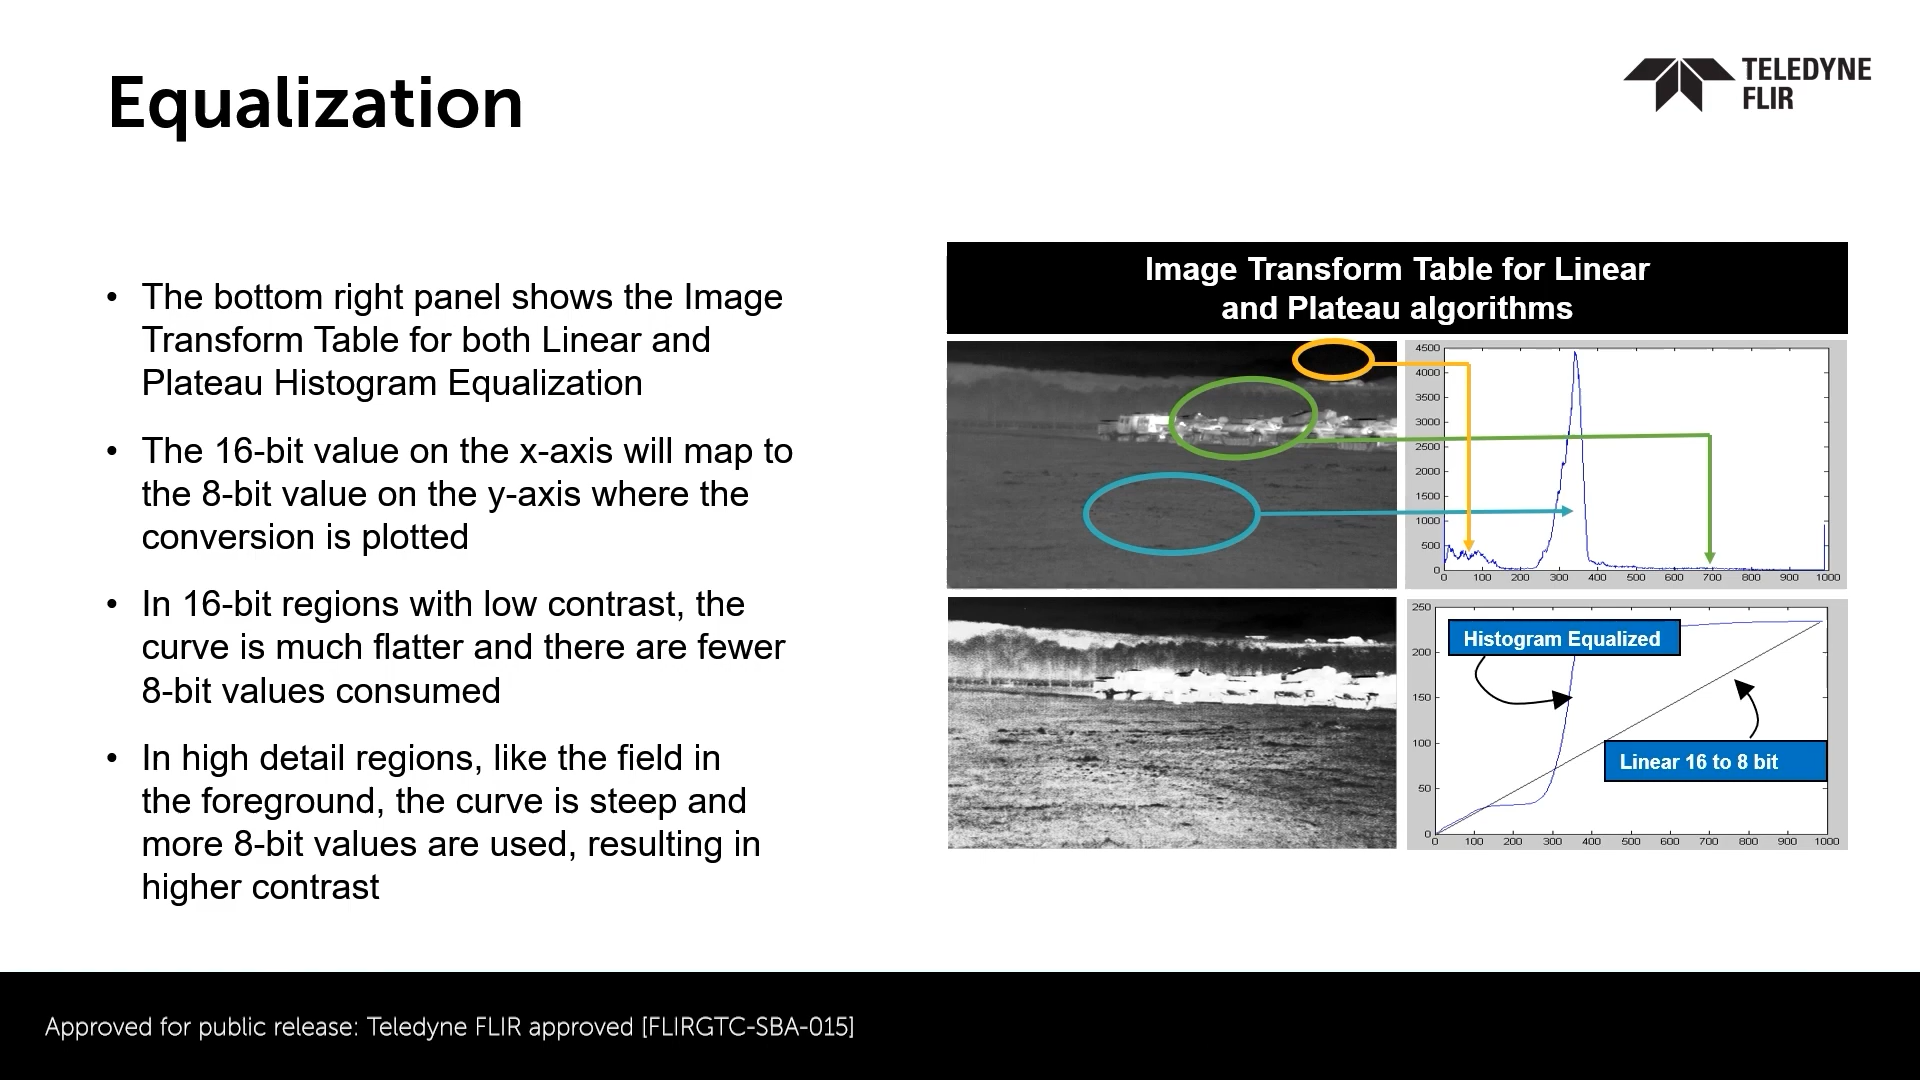 Equalization
TELEDYNE
FLIR
• The bottom right panel shows the Image
Transform Table for both Linear and
Plateau Histogram Equalization
• The 16-bit value on the x-axis will map to
the 8-bit value on the y-axis where the
conversion is plotted
• In 16-bit regions with low contrast, the
curve is much flatter and there are fewer
8-bit values consumed
• In high detail regions, like the field in
the foreground, the curve is steep and
more 8-bit values are used, resulting in
higher contrast
Image Transform Table for Linear
and Plateau algorithms
4500
4000
3500
3000
2500
2000
1500
1000
500
0
0 100 200 300 400 500 600 700 800 900 1000
250
200
150
100
50
0
Histogram Equalized
Linear 16 to 8 bit
0 100 200 300 400 500 600 700 800 900 1000
Approved for public release: Teledyne FLIR approved [FLIRGTC-SBA-015]